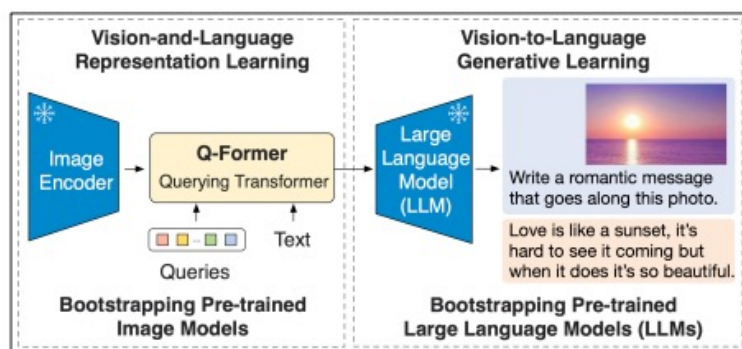 Vision-and-Language
Representation Learning
Image
Encoder
Q-Former
Querying Transformer
...
Queries
Text
Bootstrapping Pre-trained
Image Models
Vision-to-Language
Generative Learning
Large
Language
Model
(LLM)
Write a romantic message
that goes along this photo.
Love is like a sunset, it's
hard to see it coming but
when it does it's so beautiful.
Bootstrapping Pre-trained
Large Language Models (LLMs)